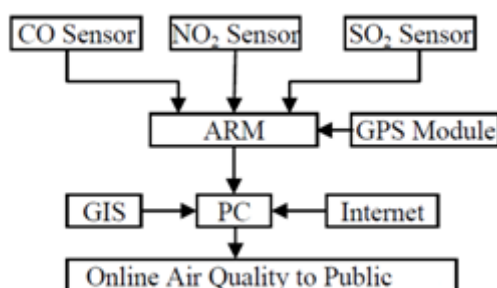 CO Sensor
NO₂ Sensor
SO₂ Sensor
ARM
GPS Module
GIS
PC
Internet
Online Air Quality to Public